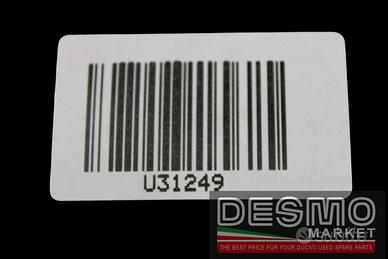 U31249
DESMO
MARKET
THE BEST PRICE FOR YOUR DUCATI USED SPARE PARTS